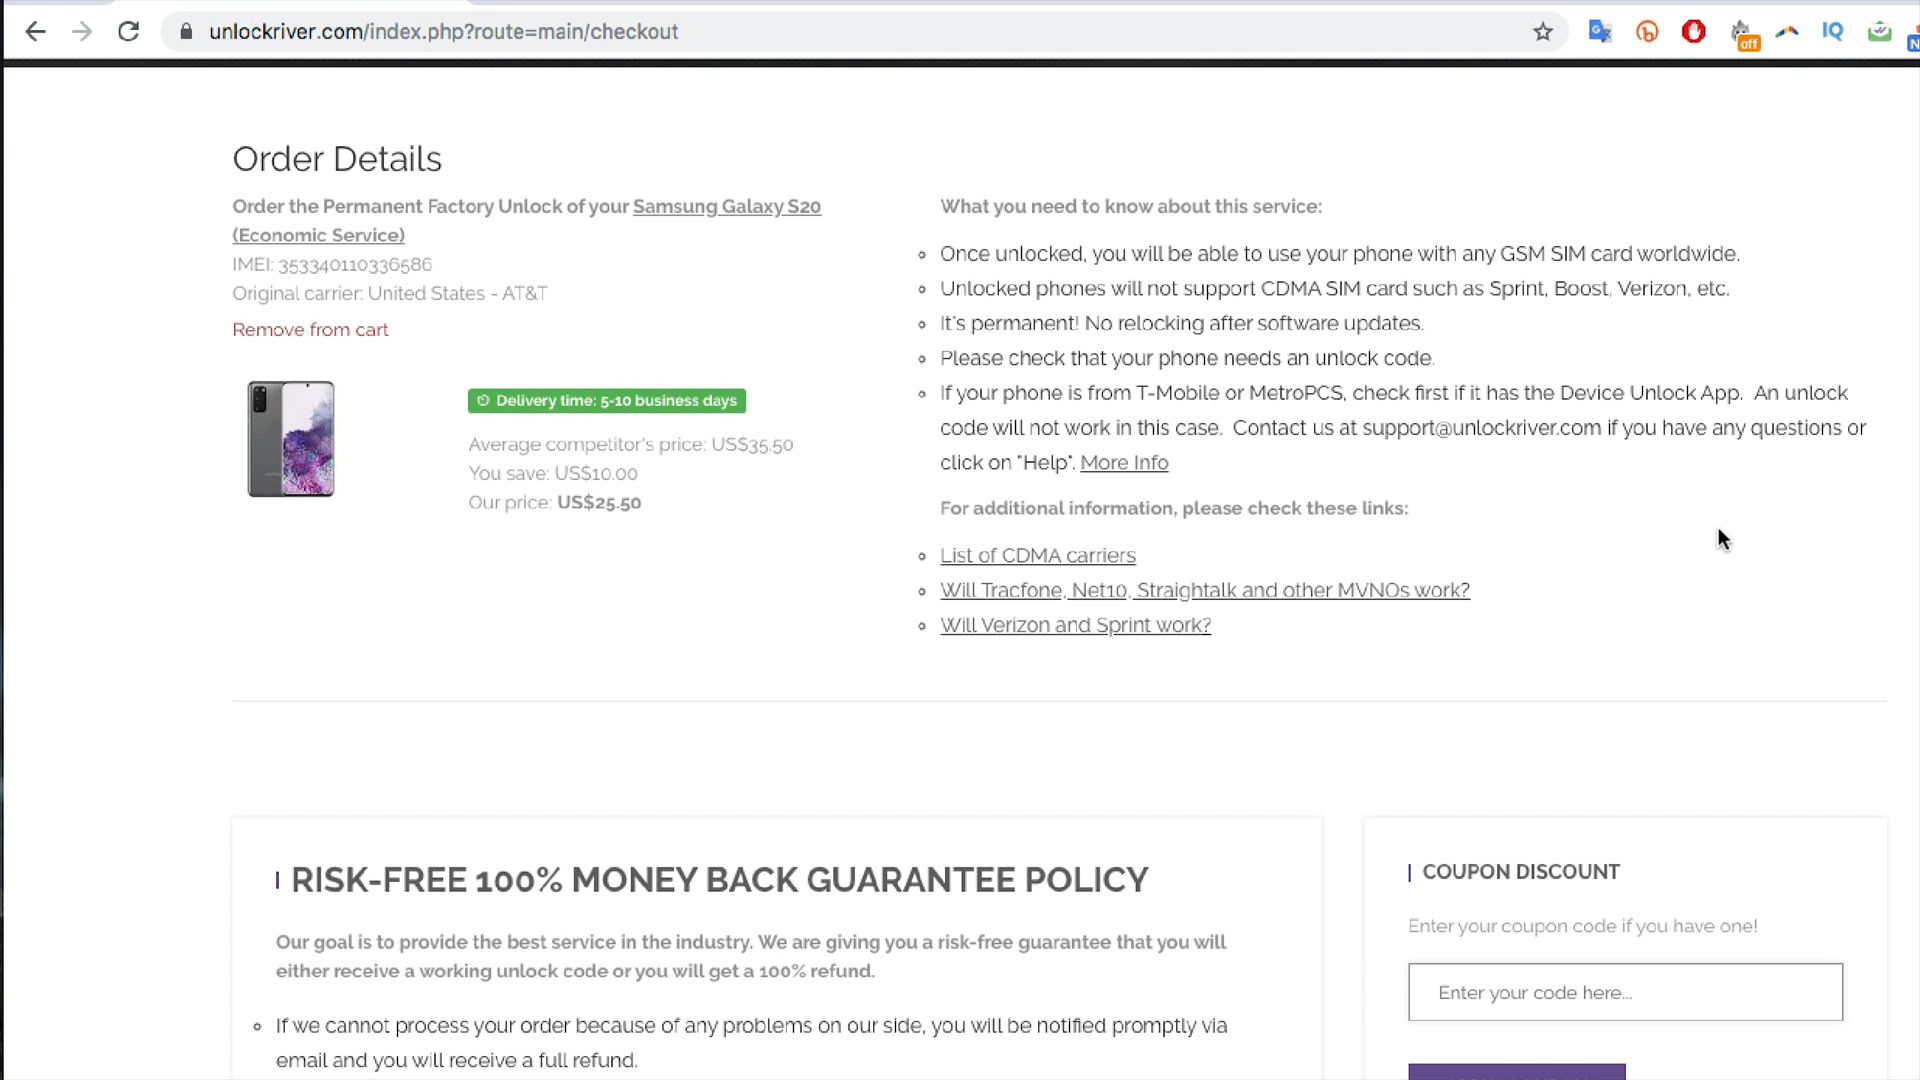 unlockriver.com/index.php?route=main/checkout
off
IQ
N
Order Details
Order the Permanent Factory Unlock of your Samsung Galaxy S20
(Economic Service)
IMEI: 353340110336586
Original carrier: United States - AT&T
Remove from cart
Delivery time: 5-10 business days
Average competitor's price: US$35.50
You save: US$10.00
Our price: US$25.50
What you need to know about this service:
Once unlocked, you will be able to use your phone with any GSM SIM card worldwide.
Unlocked phones will not support CDMA SIM card such as Sprint, Boost, Verizon, etc.
It's permanent! No relocking after software updates.
Please check that your phone needs an unlock code.
If your phone is from T-Mobile or MetroPCS, check first if it has the Device Unlock App. An unlock
code will not work in this case. Contact us at support@unlockriver.com if you have any questions or
click on "Help". More Info
For additional information, please check these links:
List of CDMA carriers
Will Tracfone, Net10, Straightalk and other MVNOs work?
Will Verizon and Sprint work?
RISK-FREE 100% MONEY BACK GUARANTEE POLICY
Our goal is to provide the best service in the industry. We are giving you a risk-free guarantee that you will
either receive a working unlock code or you will get a 100% refund.
If we cannot process your order because of any problems on our side, you will be notified promptly via
email and you will receive a full refund.
COUPON DISCOUNT
Enter your coupon code if you have one!
Enter your code here...